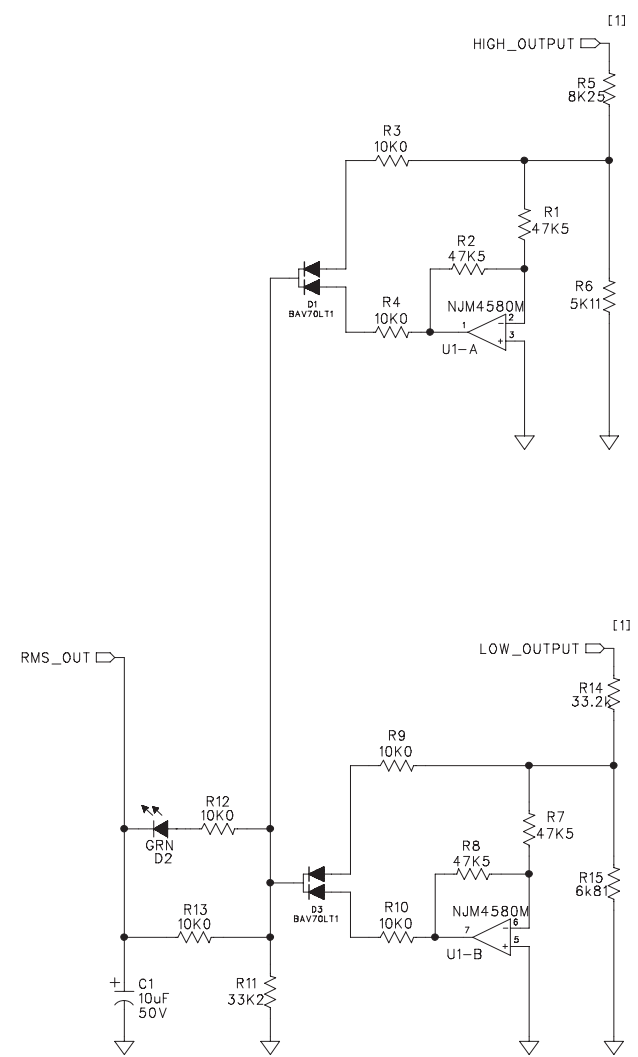 [1]
HIGH_OUTPUT
R5
8K25
R3
10K0
R1
47K5
R2
47K5
R6
5K11
D1
BAV70LT1
R4
10K0
NJM4580M
1
2
3
-
+
U1-A
[1]
LOW_OUTPUT
RMS_OUT
R14
33.2k
R9
10K0
R12
10K0
R7
47K5
GRN
D2
R8
47K5
R15
6k81
D3
BAV70LT1
R13
10K0
R10
10K0
NJM4580M
7
6
5
-
+
U1-B
+
C1
10uF
50V
R11
33K2